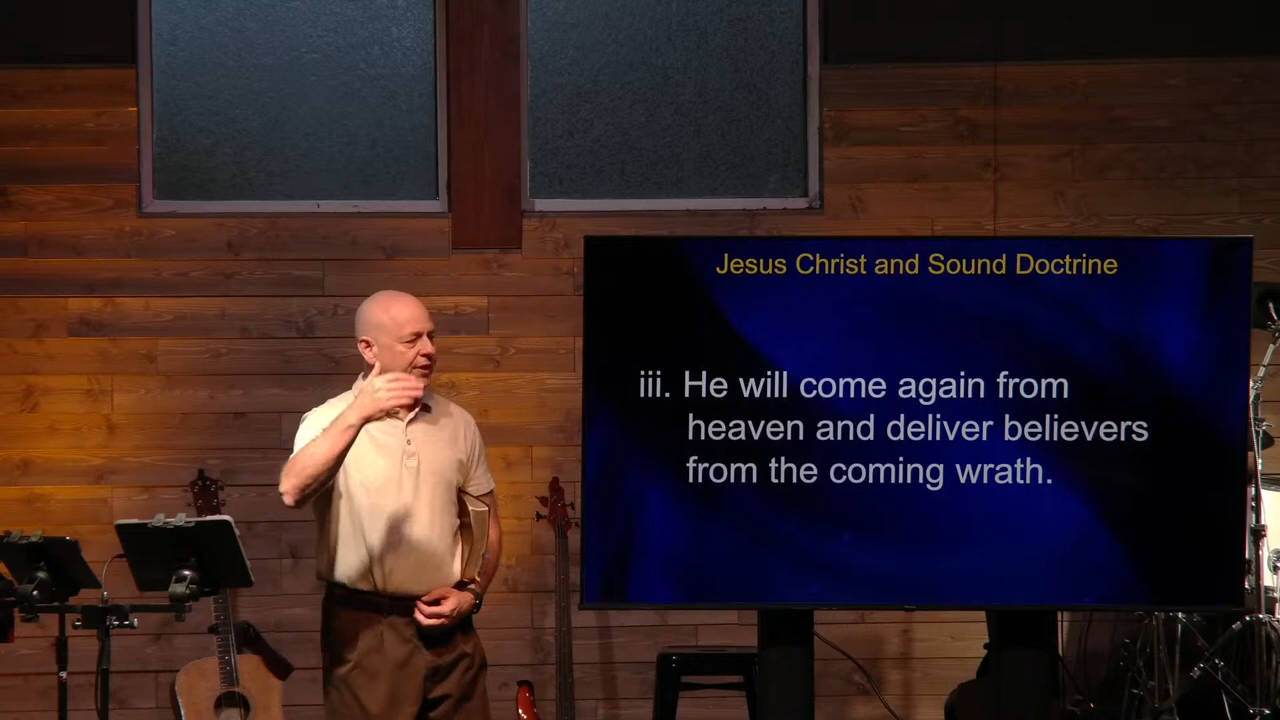 Jesus Christ and Sound Doctrine
iii. He will come again from
heaven and deliver believers
from the coming wrath.